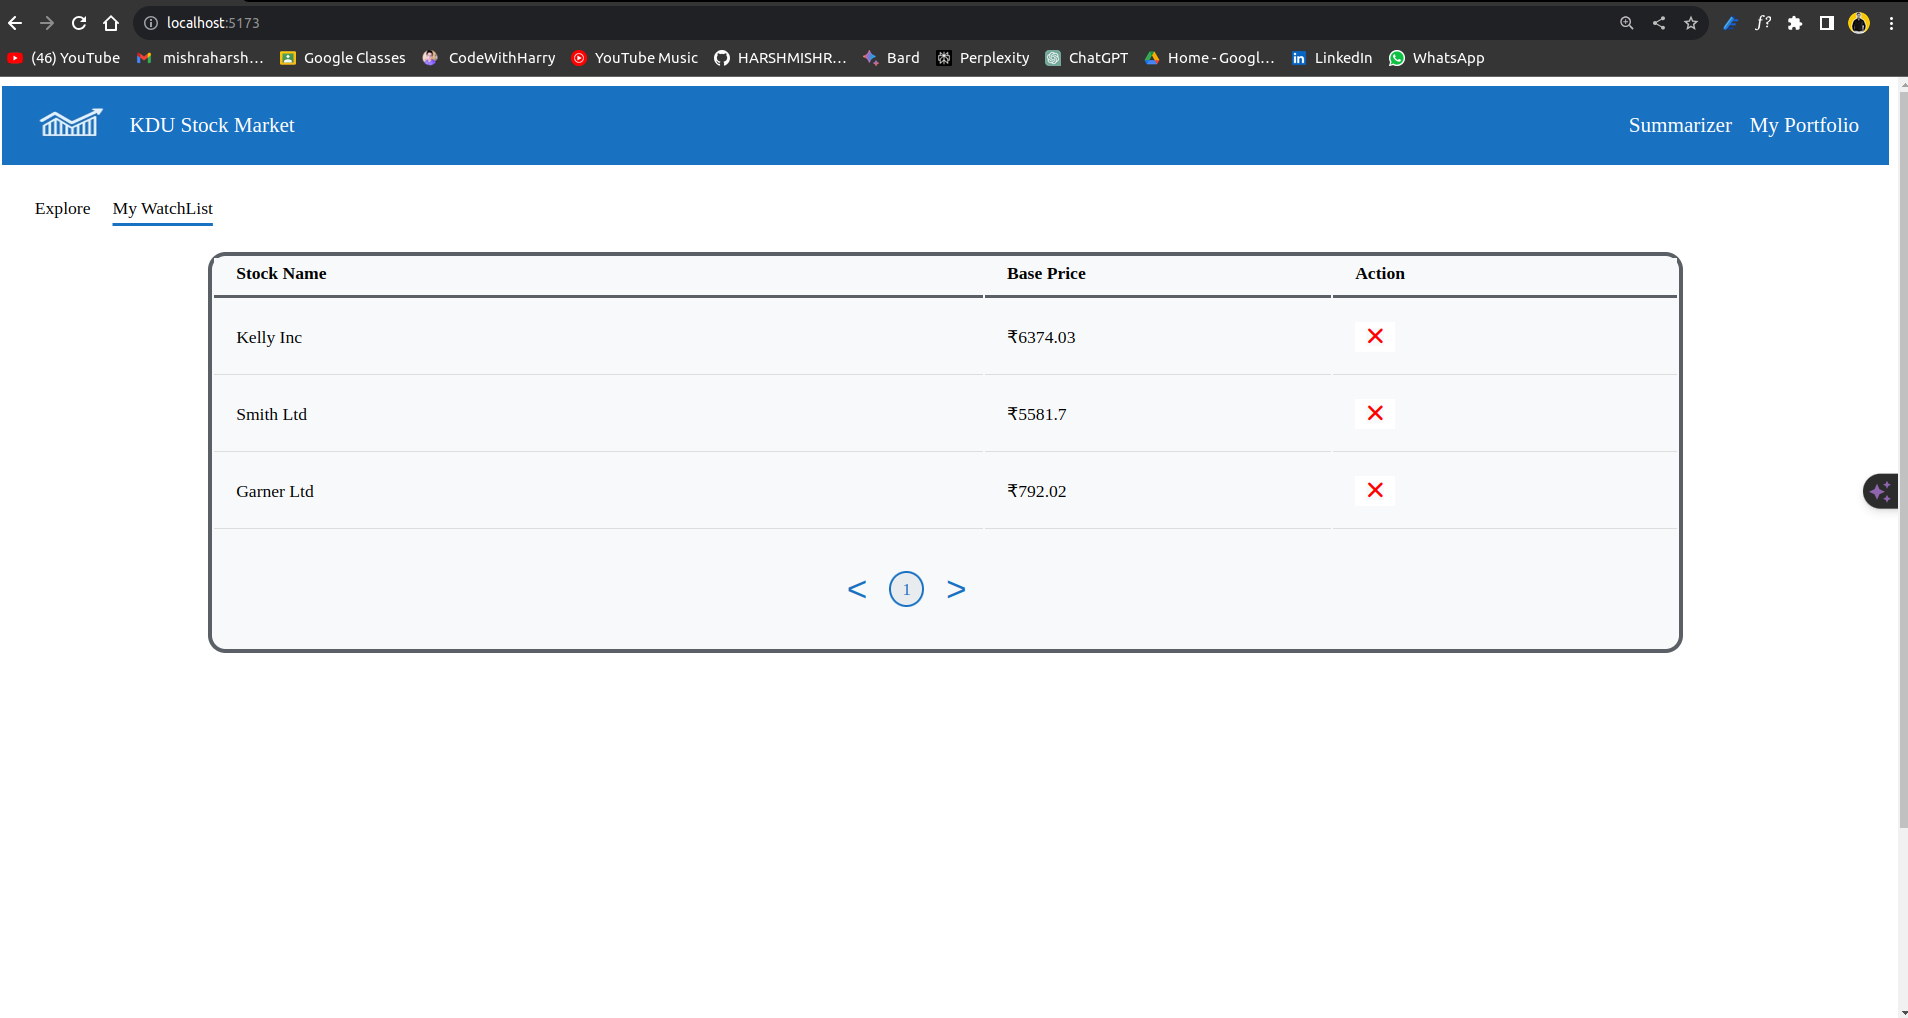 localhost:5173
(46) YouTube mishraharsh... Google Classes CodeWithHarry YouTube Music HARSHMISHR... Bard Perplexity ChatGPT Home - Googl... LinkedIn WhatsApp
KDU Stock Market Summarizer My Portfolio
Explore My WatchList
Stock Name Base Price Action
Kelly Inc ₹6374.03
Smith Ltd ₹5581.7
Garner Ltd ₹792.02
< 1 >